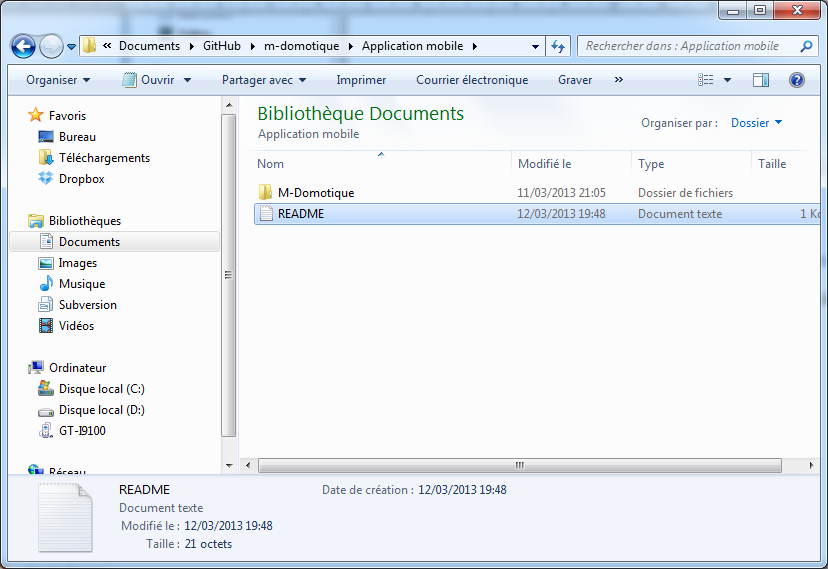 « Documents GitHub m-domotique Application mobile Rechercher dans : Application mobile
Organiser Ouvrir Partager avec Imprimer Courrier électronique Graver »
Favoris
Bureau
Téléchargements
Dropbox
Bibliothèques
Documents
Images
Musique
Subversion
Vidéos
Ordinateur
Disque local (C:)
Disque local (D:)
GT-I9100
Réseau
Bibliothèque Documents
Application mobile
Organiser par : Dossier
Nom Modifié le Type Taille
M-Domotique 11/03/2013 21:05 Dossier de fichiers
README 12/03/2013 19:48 Document texte 1 Ko
README Date de création : 12/03/2013 19:48
Document texte
Modifié le : 12/03/2013 19:48
Taille : 21 octets